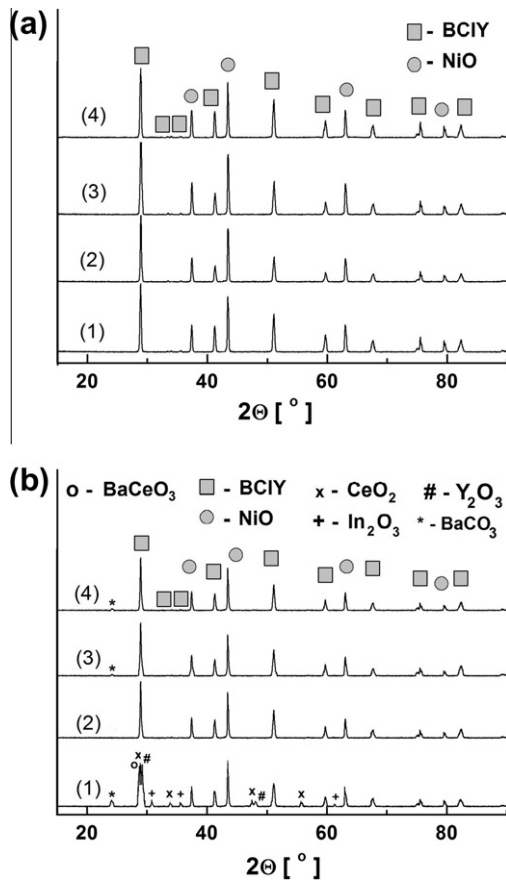 (a)
- BCIY
- NiO
(4)
(3)
(2)
(1)
20 40 60 80
2Θ [ ° ]
(b)
o - BaCeO₃ - BCIY x - CeO₂ # - Y₂O₃
- NiO + - In₂O₃ * - BaCO₃
(4) *
(3) *
(2)
x #
o
(1) * + x + x # x +
20 40 60 80
2Θ [ ° ]